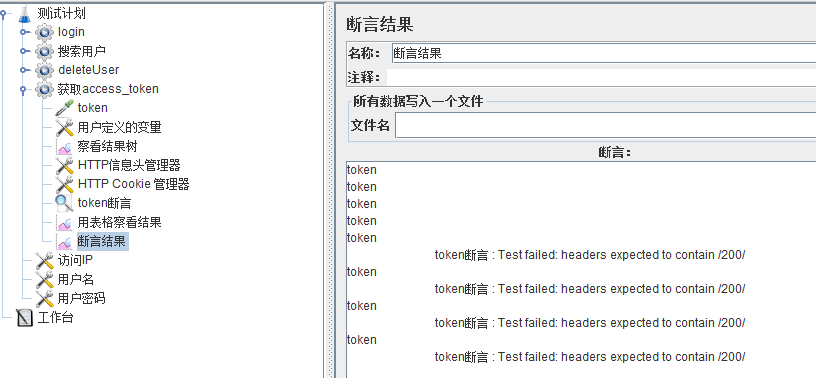 测试计划
login
搜索用户
deleteUser
获取access_token
token
用户定义的变量
察看结果树
HTTP信息头管理器
HTTP Cookie 管理器
token断言
用表格察看结果
断言结果
访问IP
用户名
用户密码
工作台
断言结果
名称： 断言结果
注释：
所有数据写入一个文件
文件名
断言：
token
token
token
token
token
token断言 : Test failed: headers expected to contain /200/
token
token断言 : Test failed: headers expected to contain /200/
token
token断言 : Test failed: headers expected to contain /200/
token
token断言 : Test failed: headers expected to contain /200/